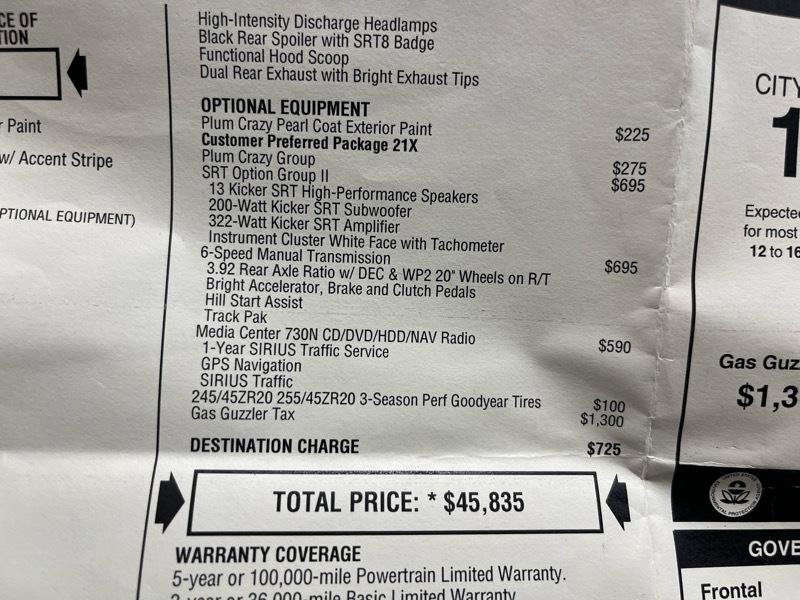 CE OF
TION
r Paint
w/ Accent Stripe
PTIONAL EQUIPMENT)
High-Intensity Discharge Headlamps
Black Rear Spoiler with SRT8 Badge
Functional Hood Scoop
Dual Rear Exhaust with Bright Exhaust Tips
OPTIONAL EQUIPMENT
Plum Crazy Pearl Coat Exterior Paint $225
Customer Preferred Package 21X
Plum Crazy Group $275
SRT Option Group II $695
13 Kicker SRT High-Performance Speakers
200-Watt Kicker SRT Subwoofer
322-Watt Kicker SRT Amplifier
Instrument Cluster White Face with Tachometer
6-Speed Manual Transmission $695
3.92 Rear Axle Ratio w/ DEC & WP2 20" Wheels on R/T
Bright Accelerator, Brake and Clutch Pedals
Hill Start Assist
Track Pak
Media Center 730N CD/DVD/HDD/NAV Radio $590
1-Year SIRIUS Traffic Service
GPS Navigation
SIRIUS Traffic
245/45ZR20 255/45ZR20 3-Season Perf Goodyear Tires $100
Gas Guzzler Tax $1,300
DESTINATION CHARGE $725
TOTAL PRICE: * $45,835
WARRANTY COVERAGE
5-year or 100,000-mile Powertrain Limited Warranty.
36,000-mile Basic Limited Warranty
CITY
1
Expected
for most
12 to 16
Gas Guz
$1,3
GOVE
Frontal